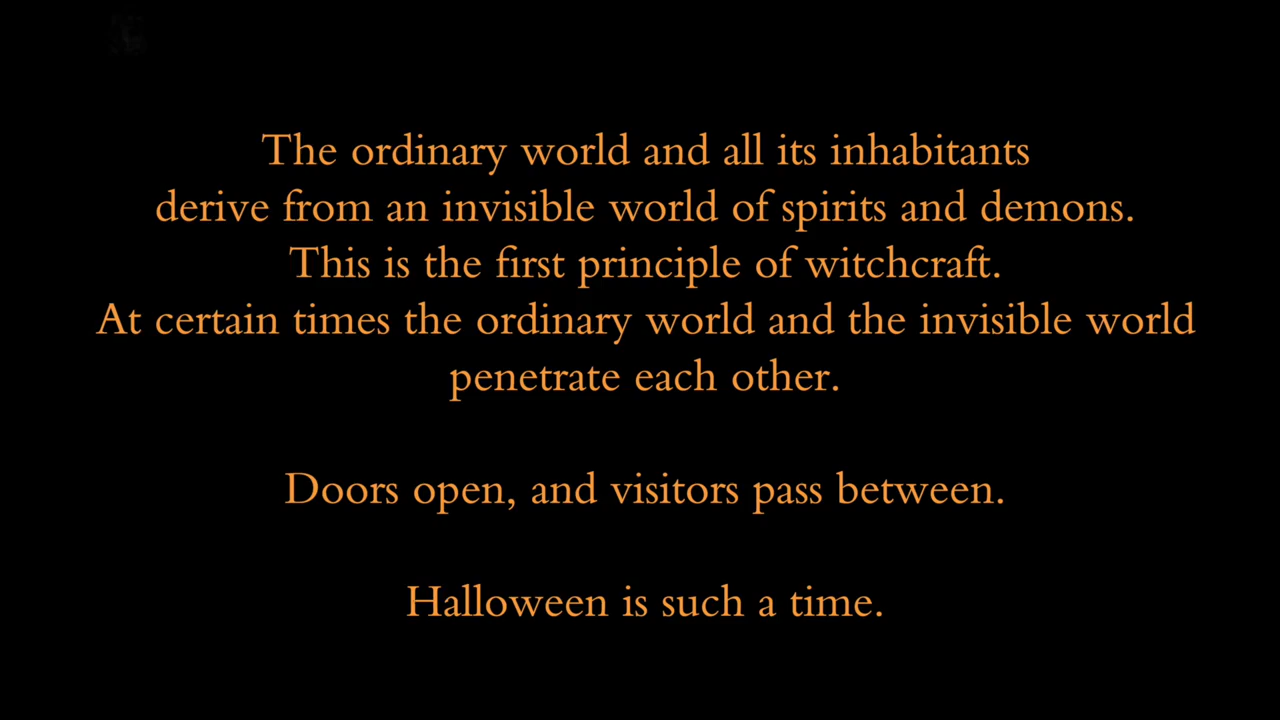 The ordinary world and all its inhabitants
derive from an invisible world of spirits and demons.
This is the first principle of witchcraft.
At certain times the ordinary world and the invisible world
penetrate each other.
Doors open, and visitors pass between.
Halloween is such a time.